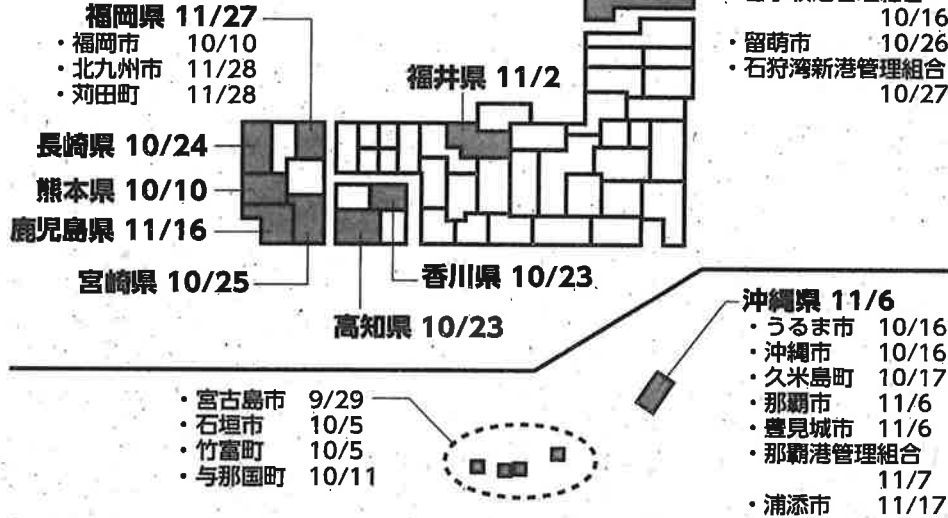 福岡県 11/27
・福岡市 10/10
・北九州市 11/28
・苅田町 11/28
長崎県 10/24
熊本県 10/10
鹿児島県 11/16
宮崎県 10/25
福井県 11/2
香川県 10/23
高知県 10/23
10/16
・留萌市 10/26
・石狩湾新港管理組合
10/27
沖縄県 11/6
・うるま市 10/16
・沖縄市 10/16
・久米島町 10/17
・那覇市 11/6
・豊見城市 11/6
・那覇港管理組合
11/7
・浦添市 11/17
・宮古島市 9/29
・石垣市 10/5
・竹富町 10/5
・与那国町 10/11